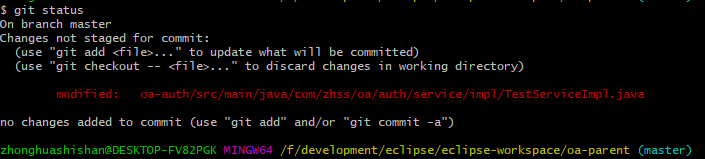 $ git status
On branch master
Changes not staged for commit:
  (use "git add <file>..." to update what will be committed)
  (use "git checkout -- <file>..." to discard changes in working directory)
        modified:   oa-auth/src/main/java/com/zhss/oa/auth/service/impl/TestServiceImpl.java
no changes added to commit (use "git add" and/or "git commit -a")
zhonghuashishan@DESKTOP-FV82PGK MINGW64 /f/development/eclipse/eclipse-workspace/oa-parent (master)